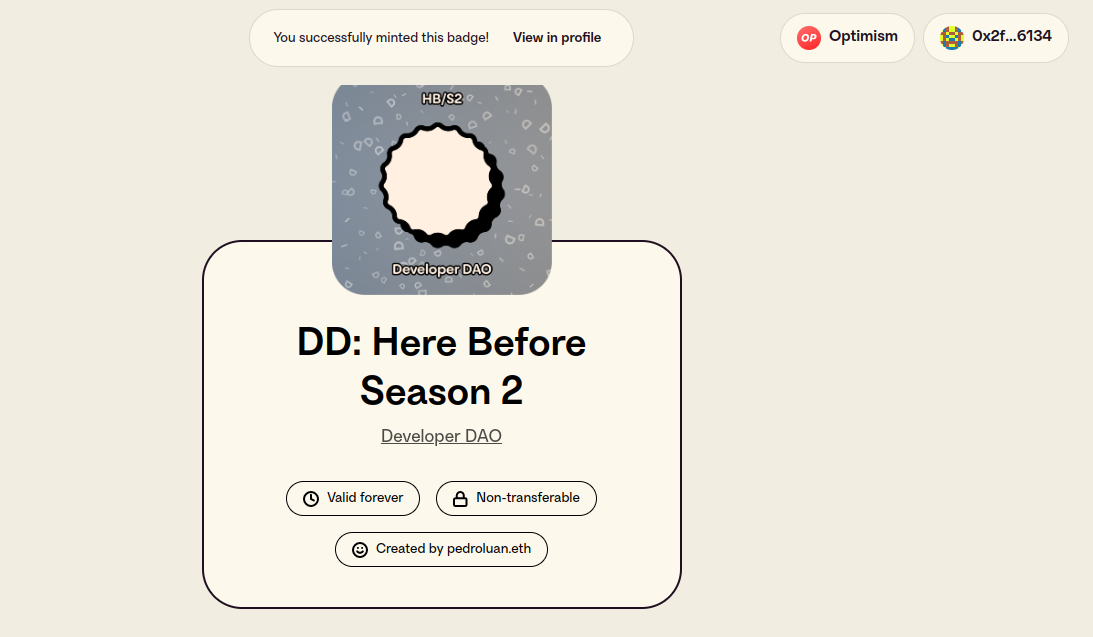 You successfully minted this badge! View in profile
OP Optimism
0x2f...6134
HB/S2
Developer DAO
DD: Here Before
Season 2
Developer DAO
Valid forever
Non-transferable
Created by pedroluan.eth